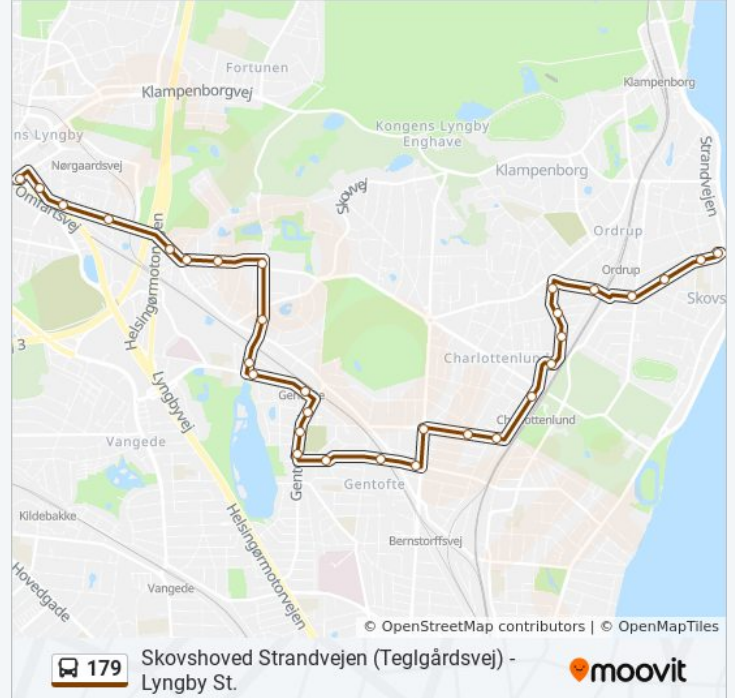 Fortunen
Klampenborg
Klampenborgvej
Kongens Lyngby
Enghave
ns Lyngby
Nørgaardsvej
Klampenborg
Strandvejen
Skovvej
Omfartsvej
Helsingørmotorvejen
Ordrup
Ordrup
Skovs
3
Charlottenlund
Lyngbyvej
Gentofte
Charlottenlund
Vangede
Gento
Gentofte
Kildebakke
Helsingørmotorvejen
Bernstorffsvej
Hovedgade
Vangede
© OpenStreetMap contributors | © OpenMapTiles
179
Skovshoved Strandvejen (Teglgårdsvej) -
Lyngby St.
moovit